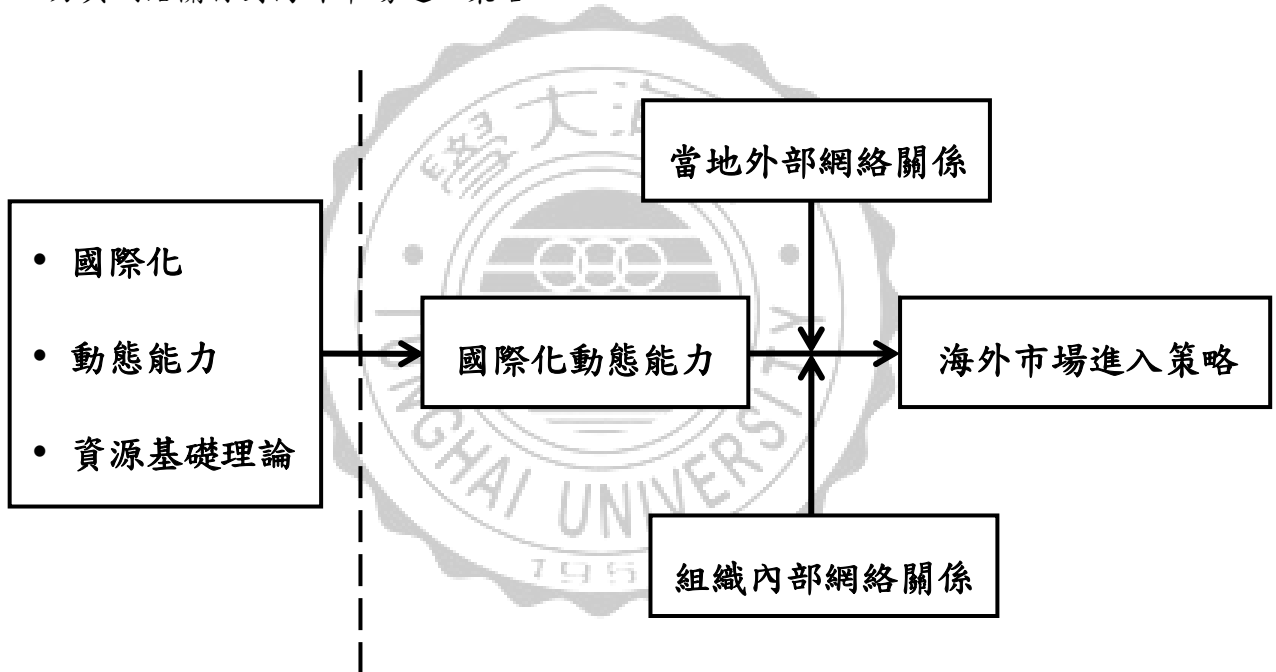 當地外部網絡關係
• 國際化
• 動態能力
• 資源基礎理論
國際化動態能力
海外市場進入策略
組織內部網絡關係
UNIVERSITY